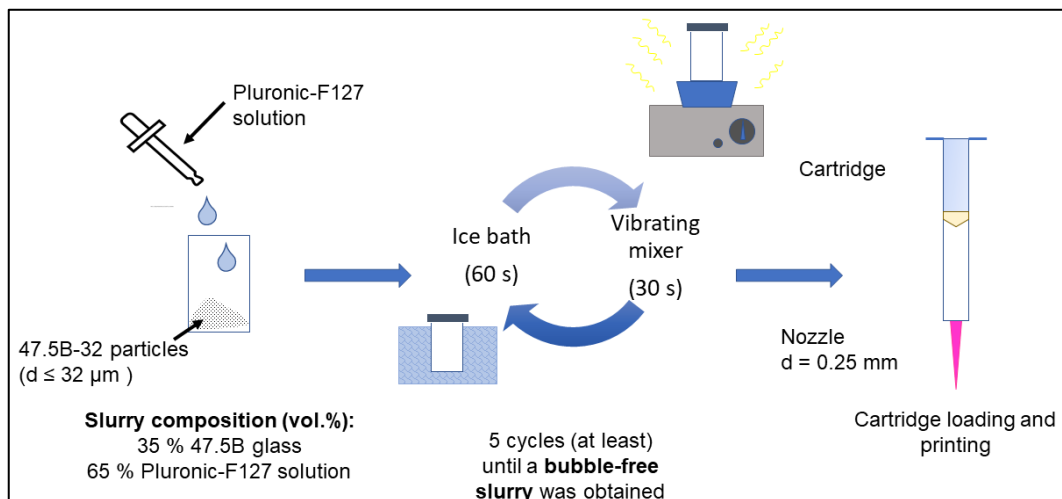 Pluronic-F127
solution
47.5B-32 particles
(d ≤ 32 µm )
Slurry composition (vol.%):
35 % 47.5B glass
65 % Pluronic-F127 solution
Ice bath
(60 s)
Vibrating
mixer
(30 s)
5 cycles (at least)
until a bubble-free
slurry was obtained
Cartridge
Nozzle
d = 0.25 mm
Cartridge loading and
printing